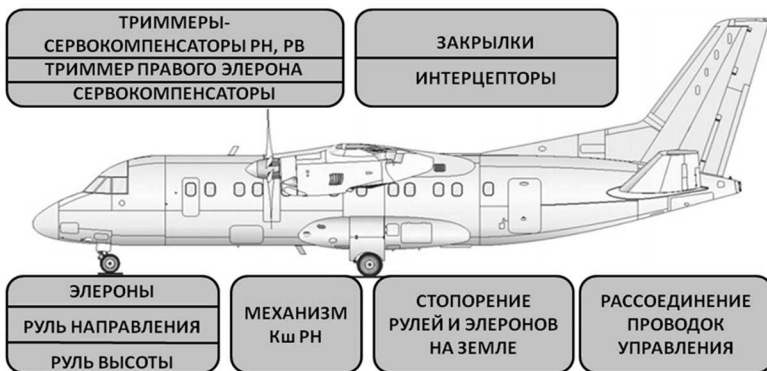 ТРИММЕРЫ-
СЕРВОКОМПЕНСАТОРЫ РН, РВ
ТРИММЕР ПРАВОГО ЭЛЕРОНА
СЕРВОКОМПЕНСАТОРЫ
ЗАКРЫЛКИ
ИНТЕРЦЕПТОРЫ
ЭЛЕРОНЫ
РУЛЬ НАПРАВЛЕНИЯ
РУЛЬ ВЫСОТЫ
МЕХАНИЗМ
Кш РН
СТОПОРЕНИЕ
РУЛЕЙ И ЭЛЕРОНОВ
НА ЗЕМЛЕ
РАССОЕДИНЕНИЕ
ПРОВОДОК
УПРАВЛЕНИЯ